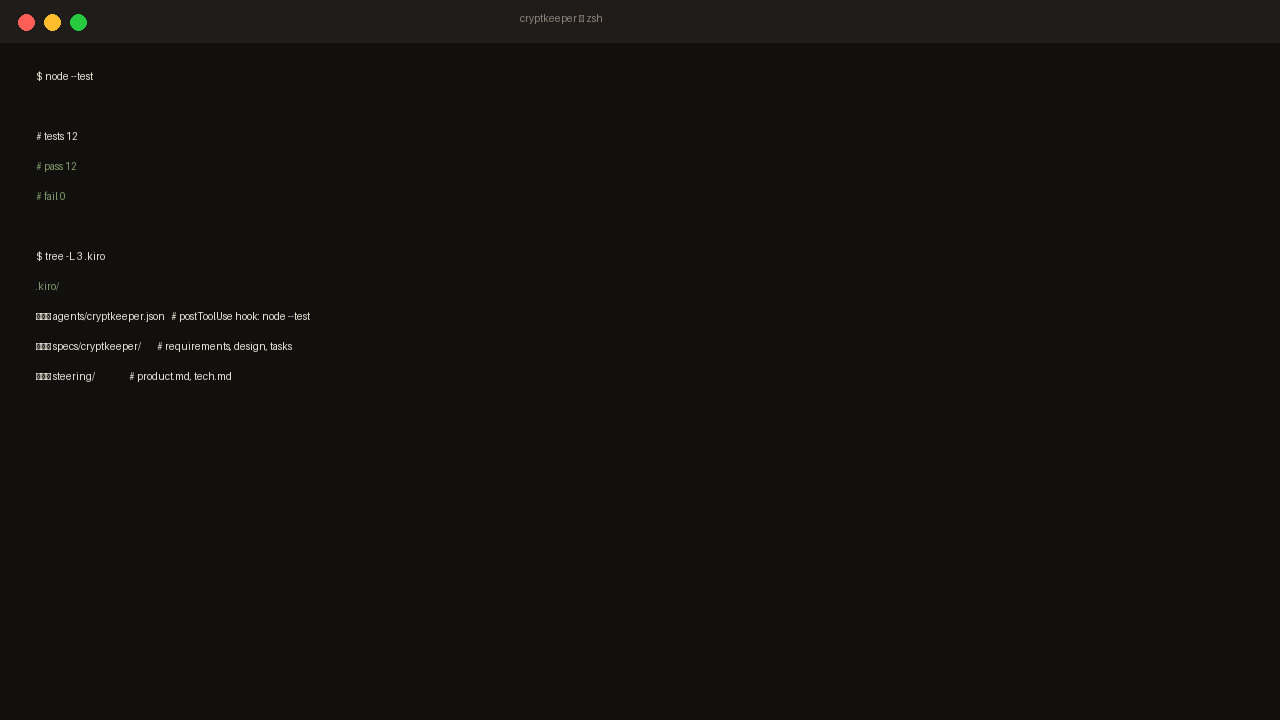 cryptkeeper zsh
$ node --test
# tests 12
# pass 12
# fail 0
$ tree -L 3 .kiro
.kiro/
agents/cryptkeeper.json # postToolUse hook: node --test
specs/cryptkeeper/ # requirements, design, tasks
steering/ # product.md, tech.md